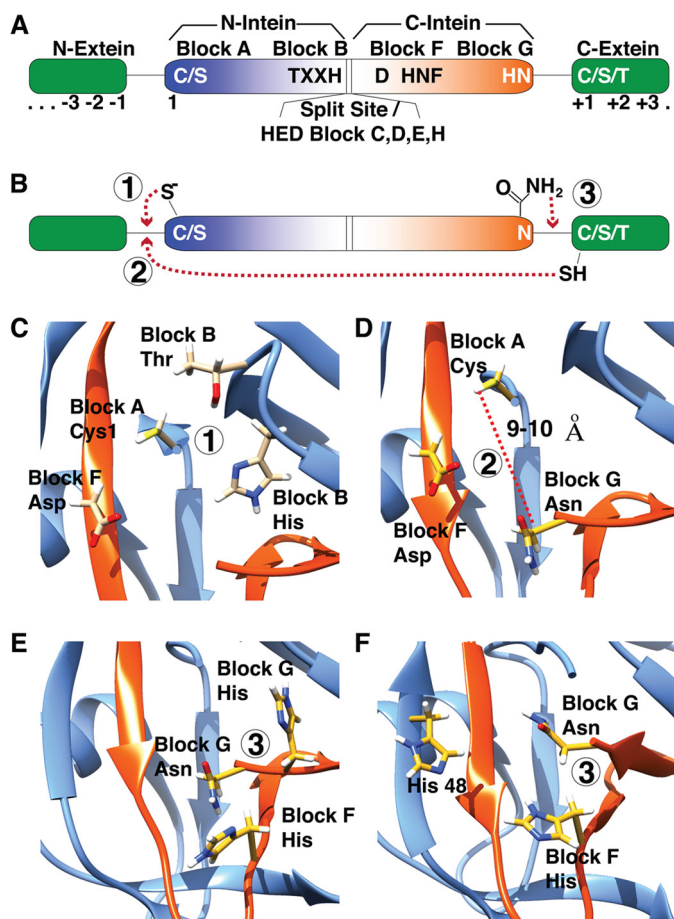 A
N-Intein
C-Intein
N-Extein
Block A
Block B
Block F
Block G
C-Extein
C/S
TXXH
D
HNF
HN
C/S/T
. . . -3 -2 -1
1
+1 +2 +3 .
Split Site /
HED Block C,D,E,H
B
1
S-
O
NH2
3
C/S
N
C/S/T
2
SH
C
Block B
Thr
Block A
Cys1
1
Block F
Asp
Block B
His
D
Block A
Cys
9-10 Å
2
Block G
Asn
Block F
Asp
E
Block G
His
Block G
Asn
3
Block F
His
F
Block G
Asn
3
His 48
Block F
His